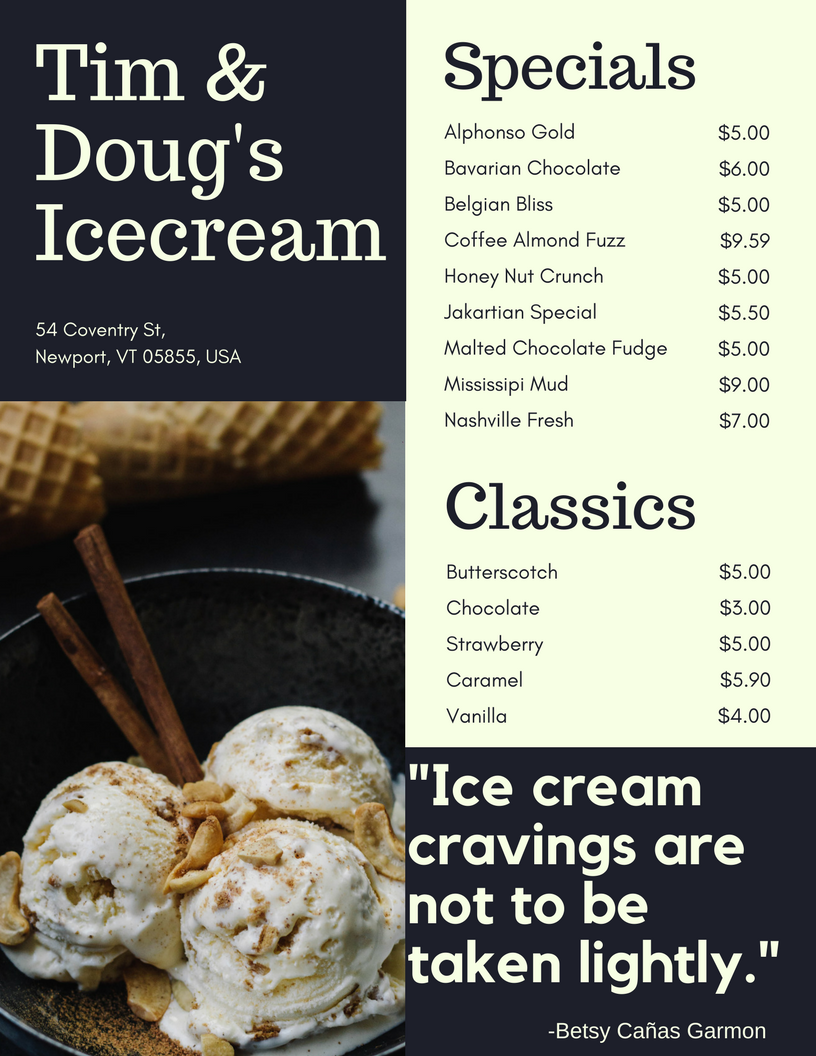 Tim &
Doug's
Icecream
54 Coventry St,
Newport, VT 05855, USA
Specials
Alphonso Gold $5.00
Bavarian Chocolate $6.00
Belgian Bliss $5.00
Coffee Almond Fuzz $9.59
Honey Nut Crunch $5.00
Jakartian Special $5.50
Malted Chocolate Fudge $5.00
Mississipi Mud $9.00
Nashville Fresh $7.00
Classics
Butterscotch $5.00
Chocolate $3.00
Strawberry $5.00
Caramel $5.90
Vanilla $4.00
"Ice cream
cravings are
not to be
taken lightly."
-Betsy Cañas Garmon